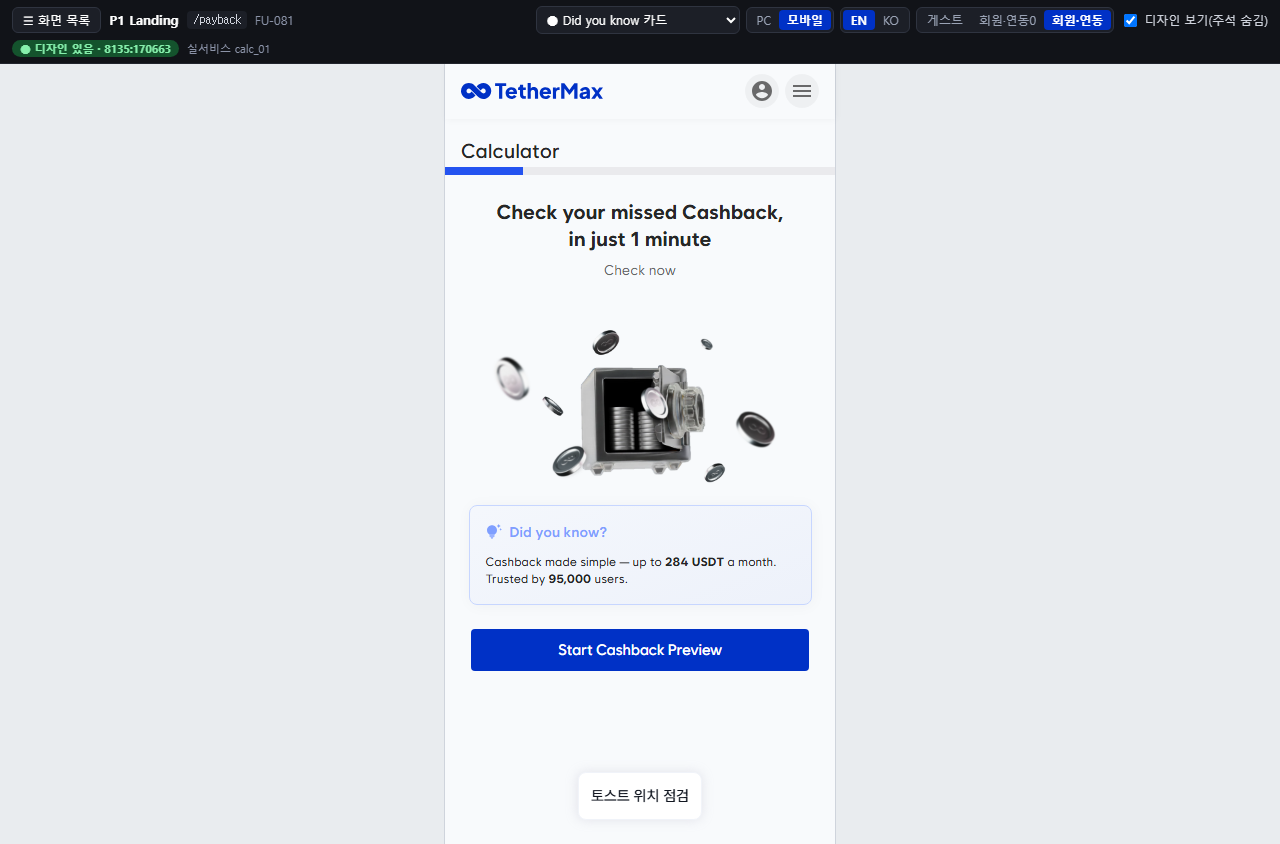 ☰ 화면 목록 P1 Landing /payback FU-081 ● Did you know 카드 PC 모바일 EN KO 게스트 회원·연동0 회원·연동 디자인 보기(주석 숨김)
● 디자인 있음 · 8135:170663 실서비스 calc_01
TetherMax
Calculator
Check your missed Cashback,
in just 1 minute
Check now
Did you know?
Cashback made simple — up to 284 USDT a month.
Trusted by 95,000 users.
Start Cashback Preview
토스트 위치 점검